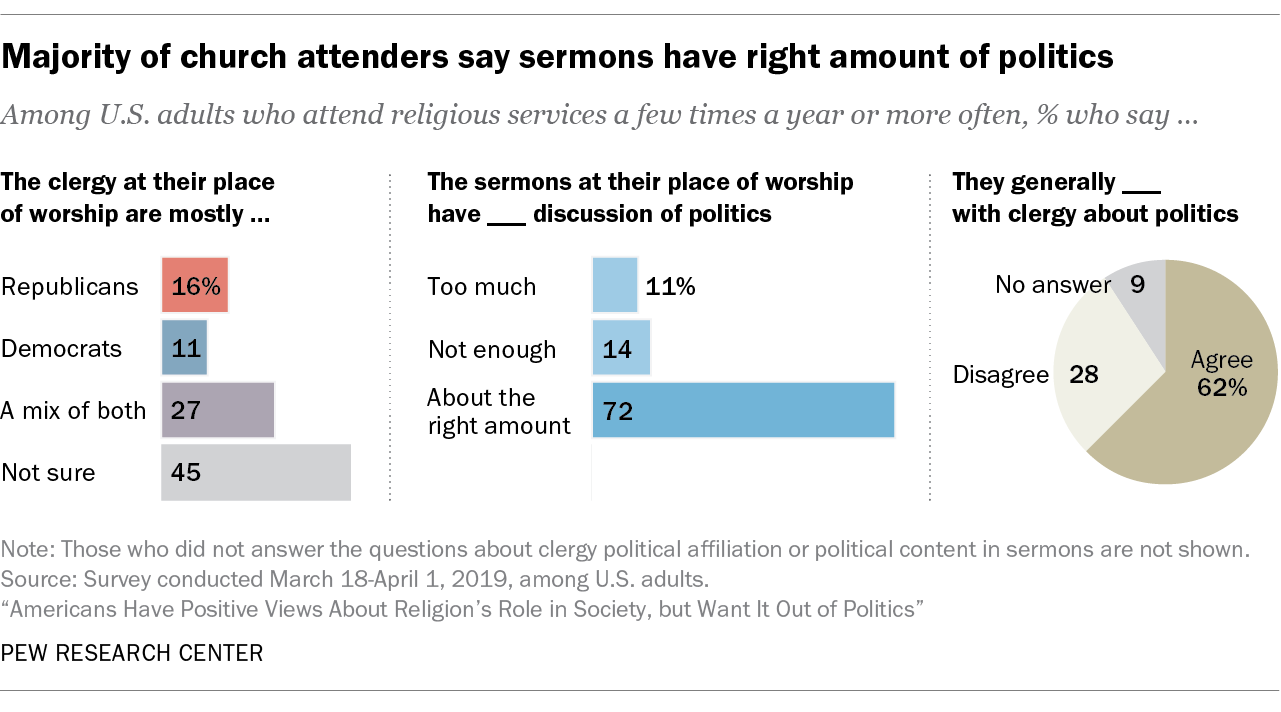 Majority of church attenders say sermons have right amount of politics
Among U.S. adults who attend religious services a few times a year or more often, % who say ...
The clergy at their place
of worship are mostly ...
Republicans 16%
Democrats 11
A mix of both 27
Not sure 45
The sermons at their place of worship
have ___ discussion of politics
Too much 11%
Not enough 14
About the
right amount 72
They generally ___
with clergy about politics
No answer 9
Disagree 28
Agree
62%
Note: Those who did not answer the questions about clergy political affiliation or political content in sermons are not shown.
Source: Survey conducted March 18-April 1, 2019, among U.S. adults.
“Americans Have Positive Views About Religion’s Role in Society, but Want It Out of Politics”
PEW RESEARCH CENTER